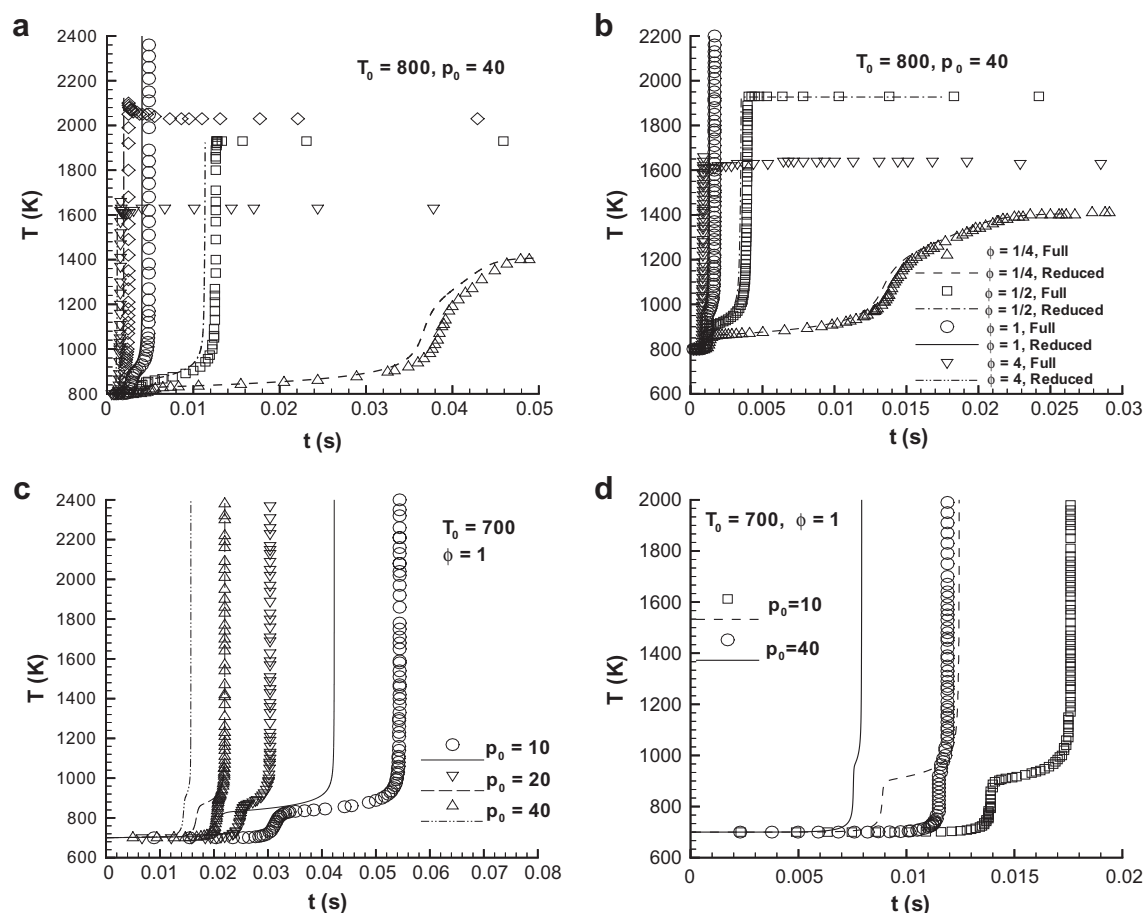 a
T₀ = 800, p₀ = 40
T (K)
2400
2200
2000
1800
1600
1400
1200
1000
800
0
0.01
0.02
0.03
0.04
0.05
t (s)
b
T₀ = 800, p₀ = 40
T (K)
2200
2000
1800
1600
1400
1200
1000
800
600
0
0.005
0.01
0.015
0.02
0.025
0.03
t (s)
ϕ = 1/4, Full
ϕ = 1/4, Reduced
ϕ = 1/2, Full
ϕ = 1/2, Reduced
ϕ = 1, Full
ϕ = 1, Reduced
ϕ = 4, Full
ϕ = 4, Reduced
c
T₀ = 700
ϕ = 1
T (K)
2400
2200
2000
1800
1600
1400
1200
1000
800
600
0
0.01
0.02
0.03
0.04
0.05
0.06
0.07
0.08
t (s)
p₀ = 10
p₀ = 20
p₀ = 40
d
T₀ = 700, ϕ = 1
T (K)
2000
1800
1600
1400
1200
1000
800
600
0
0.005
0.01
0.015
0.02
t (s)
p₀=10
p₀=40